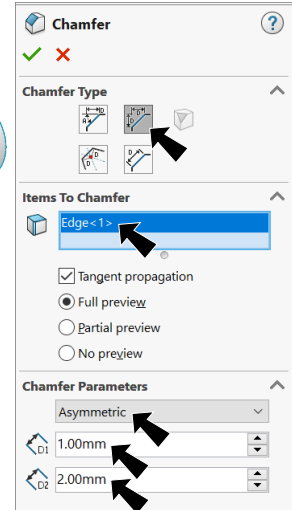 Chamfer
?
Chamfer Type
Items To Chamfer
Edge<1>
Tangent propagation
Full preview
Partial preview
No preview
Chamfer Parameters
Asymmetric
D1 1.00mm
D2 2.00mm